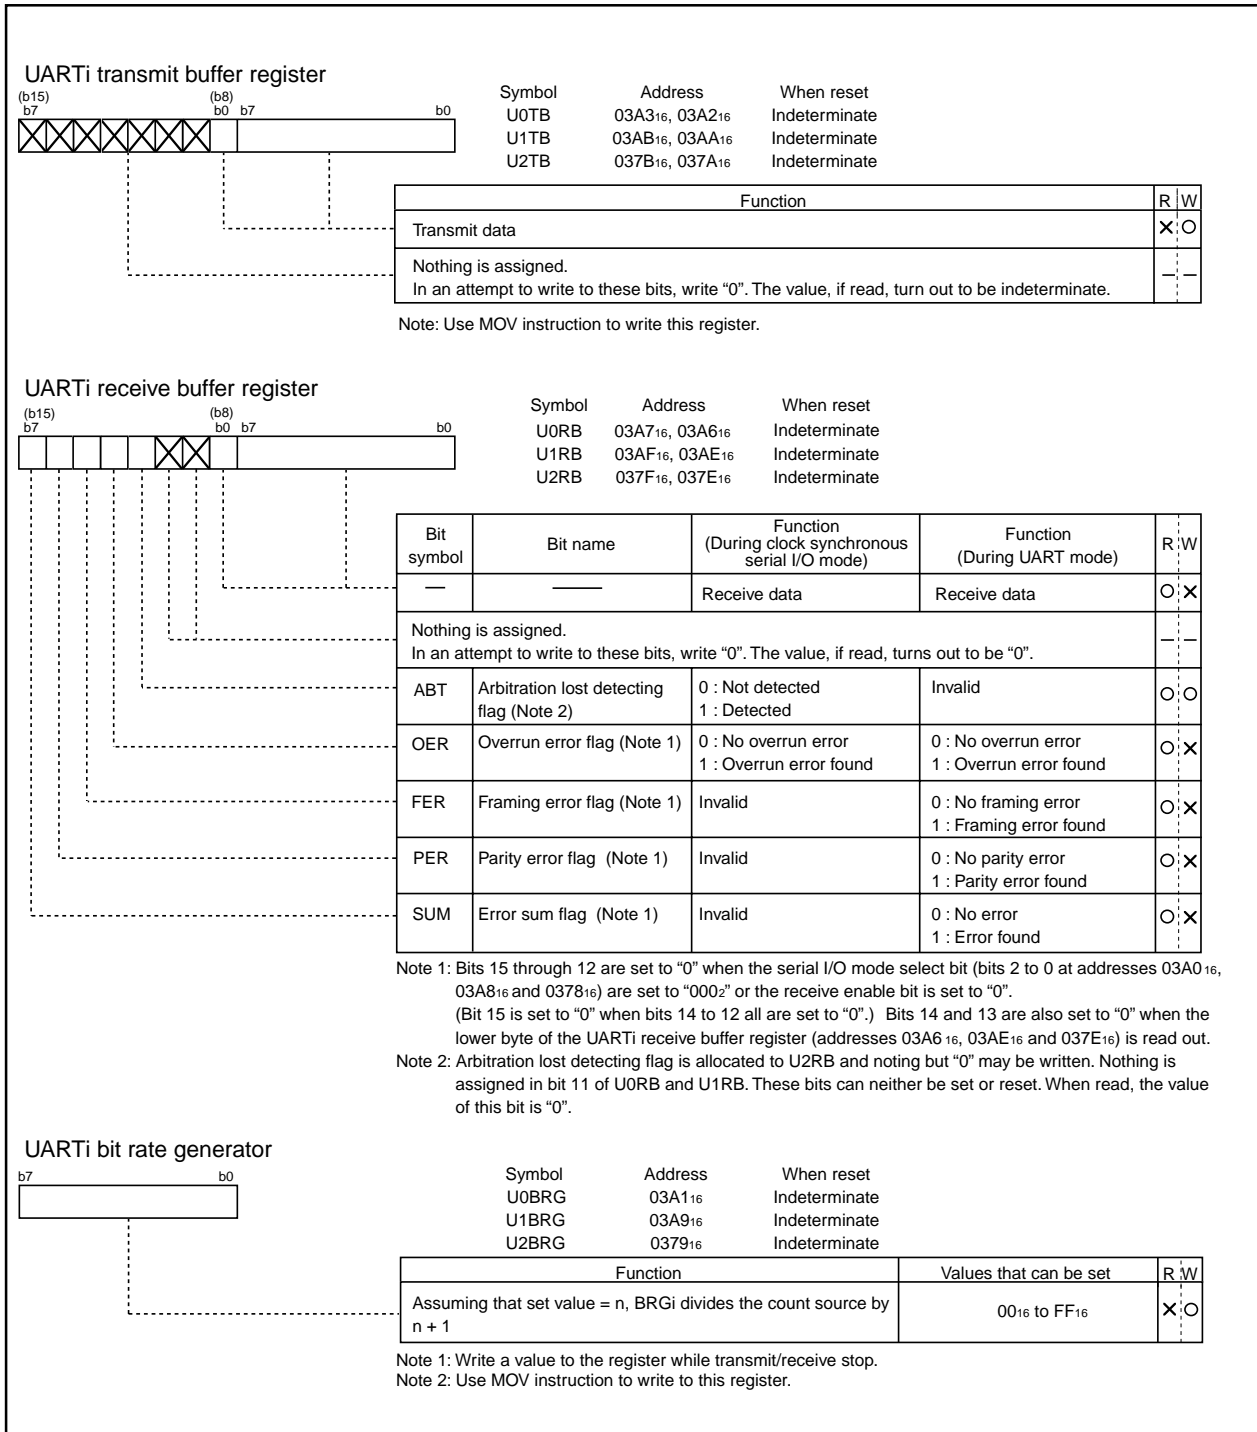 UARTi transmit buffer register
(b15) (b8)
b7 b0 b7 b0
Symbol Address When reset
U0TB 03A316, 03A216 Indeterminate
U1TB 03AB16, 03AA16 Indeterminate
U2TB 037B16, 037A16 Indeterminate
Function R W
Transmit data
Nothing is assigned.
In an attempt to write to these bits, write “0”. The value, if read, turn out to be indeterminate.
Note: Use MOV instruction to write this register.
UARTi receive buffer register
(b15) (b8)
b7 b0 b7 b0
Symbol Address When reset
U0RB 03A716, 03A616 Indeterminate
U1RB 03AF16, 03AE16 Indeterminate
U2RB 037F16, 037E16 Indeterminate
Bit symbol Bit name Function (During clock synchronous serial I/O mode) Function (During UART mode) R W
Receive data Receive data
Nothing is assigned.
In an attempt to write to these bits, write “0”. The value, if read, turns out to be “0”.
ABT Arbitration lost detecting 0 : Not detected Invalid
flag (Note 2) 1 : Detected
OER Overrun error flag (Note 1) 0 : No overrun error 0 : No overrun error
1 : Overrun error found 1 : Overrun error found
FER Framing error flag (Note 1) Invalid 0 : No framing error
1 : Framing error found
PER Parity error flag (Note 1) Invalid 0 : No parity error
1 : Parity error found
SUM Error sum flag (Note 1) Invalid 0 : No error
1 : Error found
Note 1: Bits 15 through 12 are set to “0” when the serial I/O mode select bit (bits 2 to 0 at addresses 03A016,
03A816 and 037816) are set to “0002” or the receive enable bit is set to “0”.
(Bit 15 is set to “0” when bits 14 to 12 all are set to “0”.) Bits 14 and 13 are also set to “0” when the
lower byte of the UARTi receive buffer register (addresses 03A616, 03AE16 and 037E16) is read out.
Note 2: Arbitration lost detecting flag is allocated to U2RB and noting but “0” may be written. Nothing is
assigned in bit 11 of U0RB and U1RB. These bits can neither be set or reset. When read, the value
of this bit is “0”.
UARTi bit rate generator
b7 b0
Symbol Address When reset
U0BRG 03A116 Indeterminate
U1BRG 03A916 Indeterminate
U2BRG 037916 Indeterminate
Function Values that can be set R W
Assuming that set value = n, BRGi divides the count source by
n + 1 0016 to FF16
Note 1: Write a value to the register while transmit/receive stop.
Note 2: Use MOV instruction to write to this register.